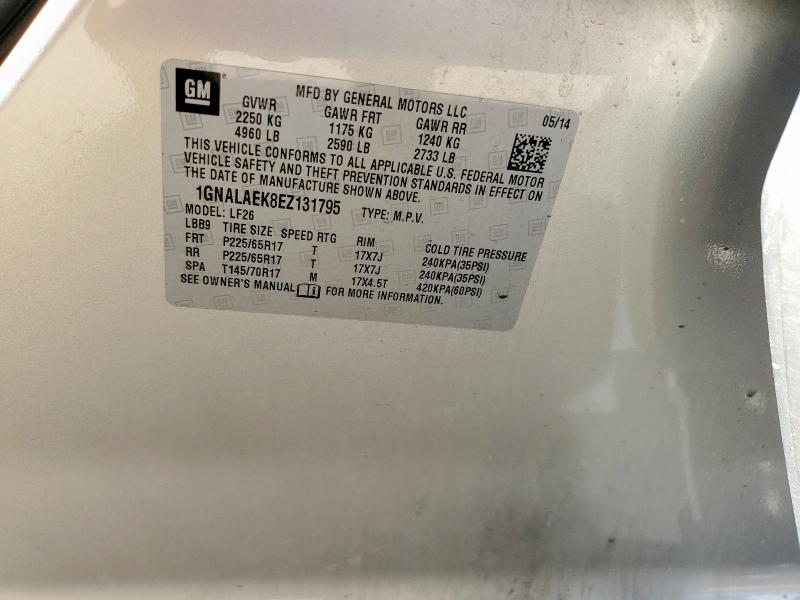 GM
MFD BY GENERAL MOTORS LLC
05/14
GVWR GAWR FRT GAWR RR
2250 KG 1175 KG 1240 KG
4960 LB 2590 LB 2733 LB
THIS VEHICLE CONFORMS TO ALL APPLICABLE U.S. FEDERAL MOTOR
VEHICLE SAFETY AND THEFT PREVENTION STANDARDS IN EFFECT ON
THE DATE OF MANUFACTURE SHOWN ABOVE.
1GNALAEK8EZ131795 TYPE: M.P.V.
MODEL: LF26
LBB9 TIRE SIZE SPEED RTG RIM COLD TIRE PRESSURE
FRT P225/65R17 T 17X7J 240KPA(35PSI)
RR P225/65R17 T 17X7J 240KPA(35PSI)
SPA T145/70R17 M 17X4.5T 420KPA(60PSI)
SEE OWNER'S MANUAL FOR MORE INFORMATION.